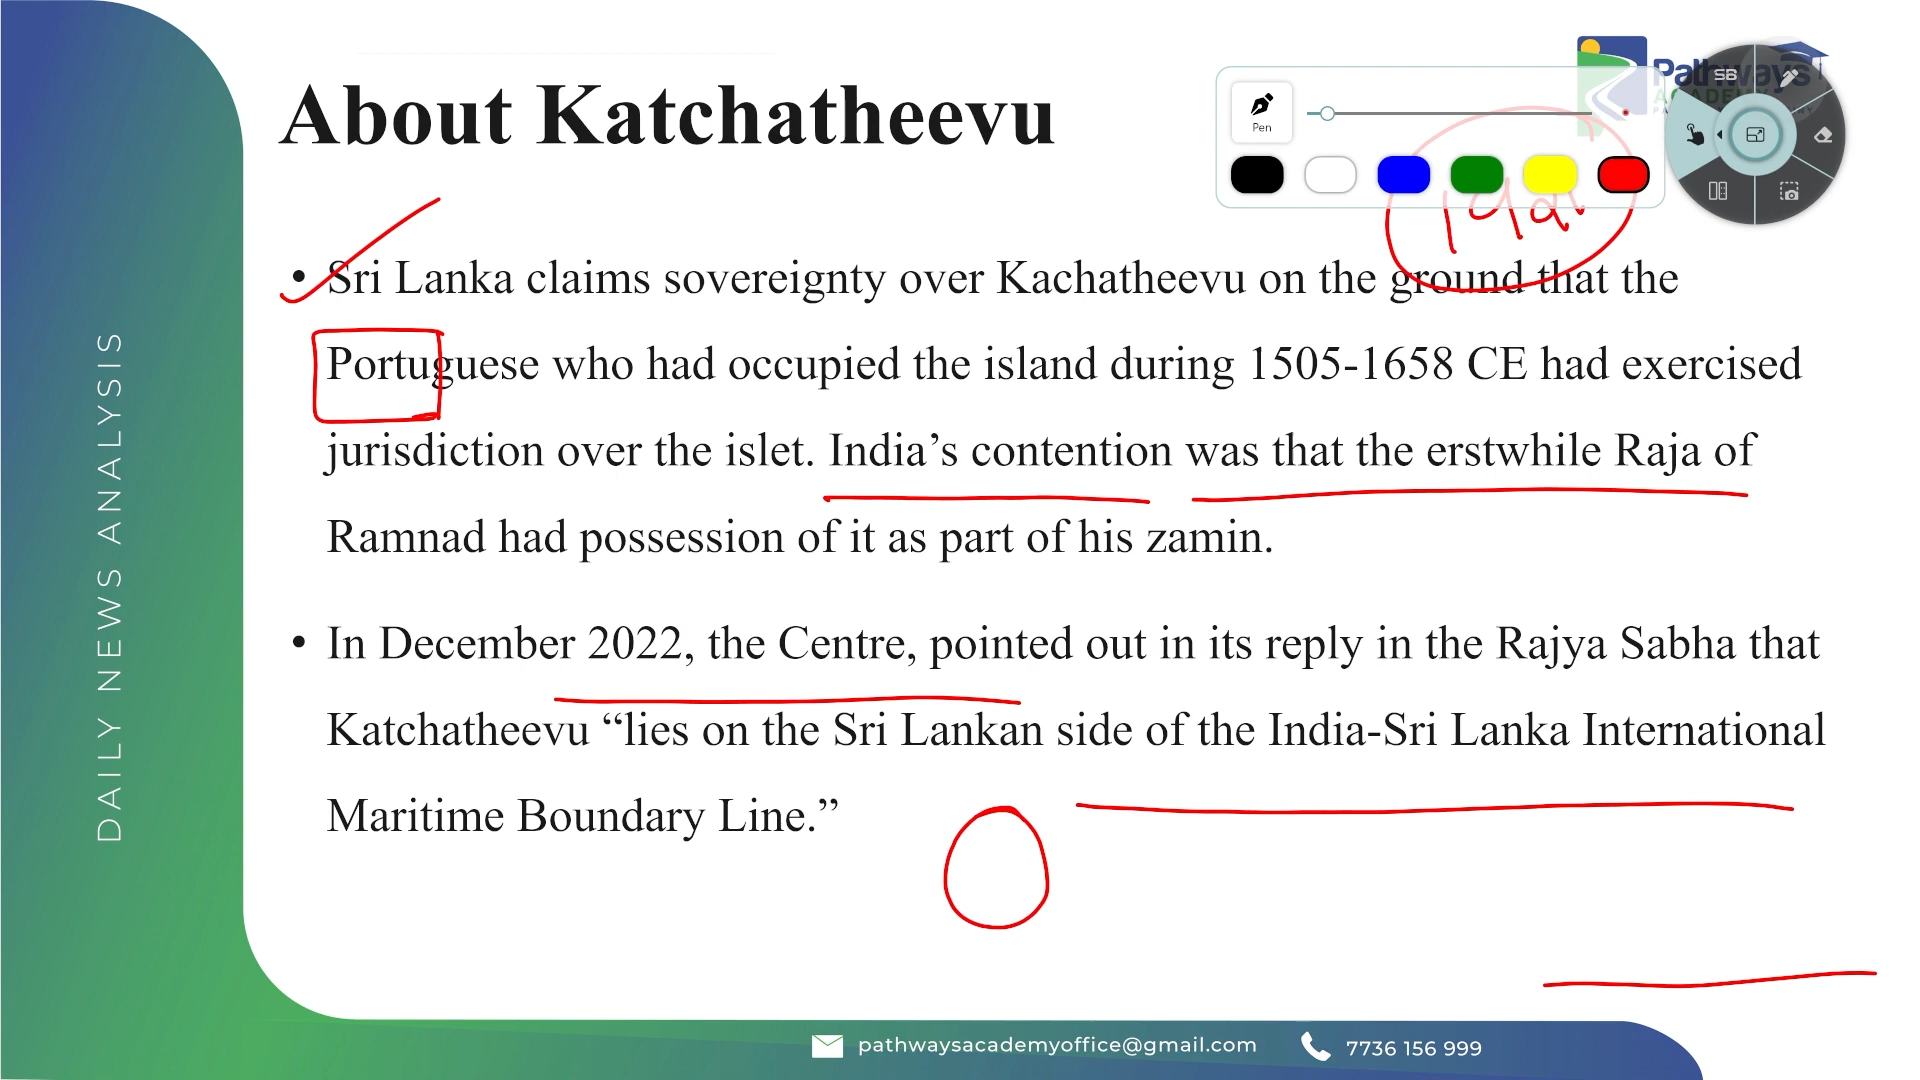 About Katchatheevu
Pathways
SB
Pen
• Sri Lanka claims sovereignty over Kachatheevu on the ground that the
Portuguese who had occupied the island during 1505-1658 CE had exercised
jurisdiction over the islet. India’s contention was that the erstwhile Raja of
Ramnad had possession of it as part of his zamin.
• In December 2022, the Centre, pointed out in its reply in the Rajya Sabha that
Katchatheevu “lies on the Sri Lankan side of the India-Sri Lanka International
Maritime Boundary Line.”
DAILY NEWS ANALYSIS
pathwaysacademyoffice@gmail.com
7736 156 999